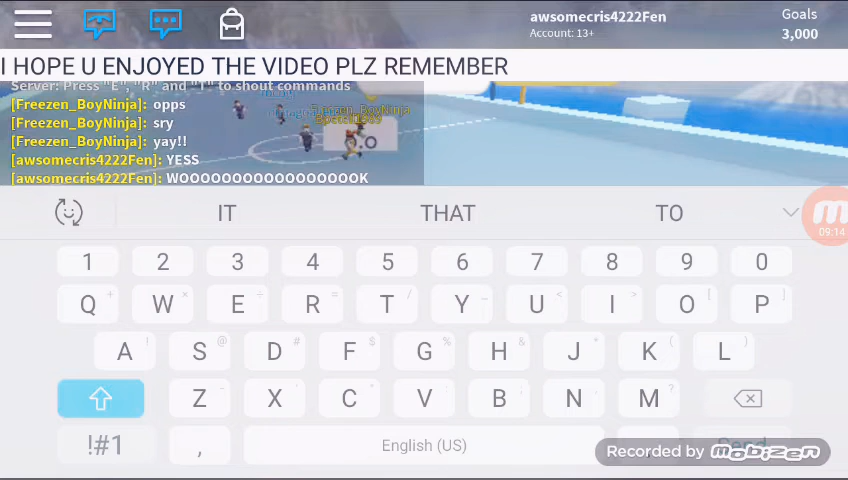 awsomecris4222Fen
Account: 13+
Goals
3,000
I HOPE U ENJOYED THE VIDEO PLZ REMEMBER
Server: Press "E", "R" and "T" to shout commands
[Freezen_BoyNinja]: opps
[Freezen_BoyNinja]: sry
[Freezen_BoyNinja]: yay!!
[awsomecris4222Fen]: YESS
[awsomecris4222Fen]: WOOOOOOOOOOOOOOOOOK
Freezen_BoyNinja
IT THAT TO
09:14
1 2 3 4 5 6 7 8 9 0
Q W E R T Y U I O P
A S D F G H J K L
Z X C V B N M
!#1 , English (US) Send
Recorded by mobizen